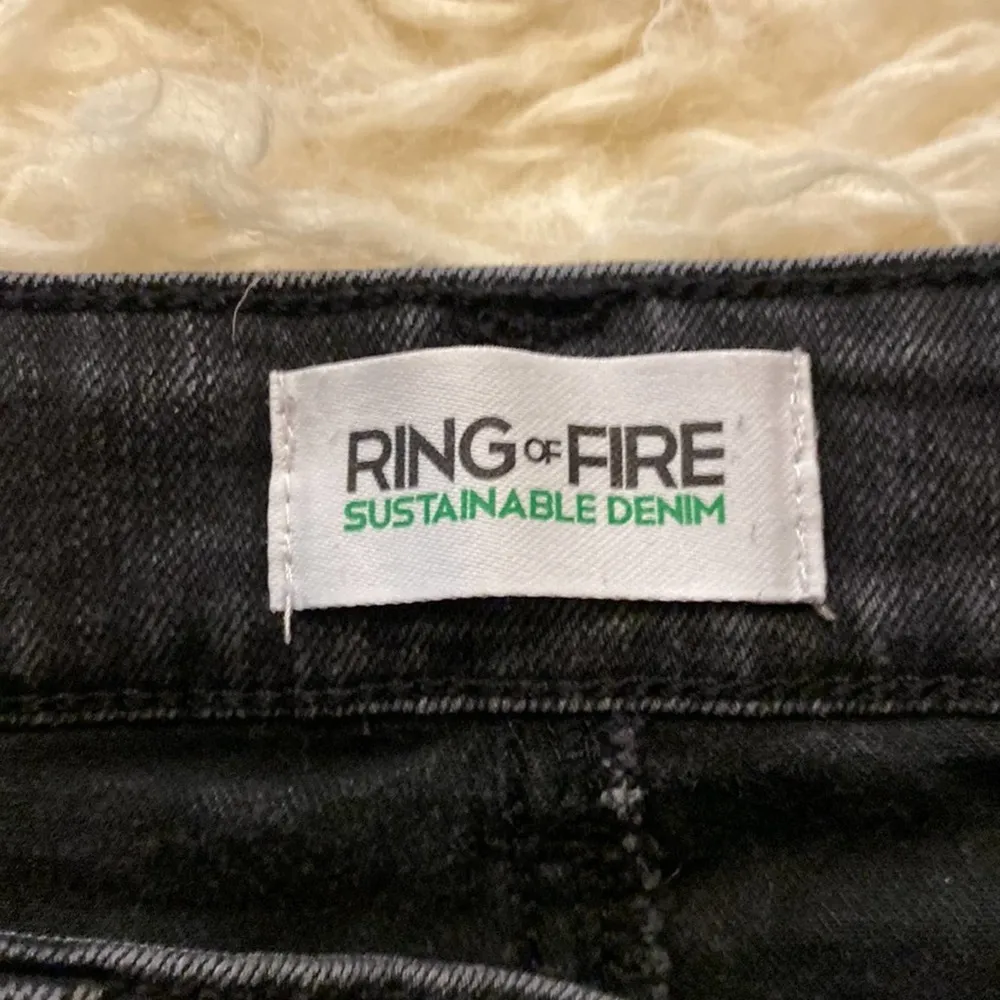 RING OF FIRE
SUSTAINABLE DENIM